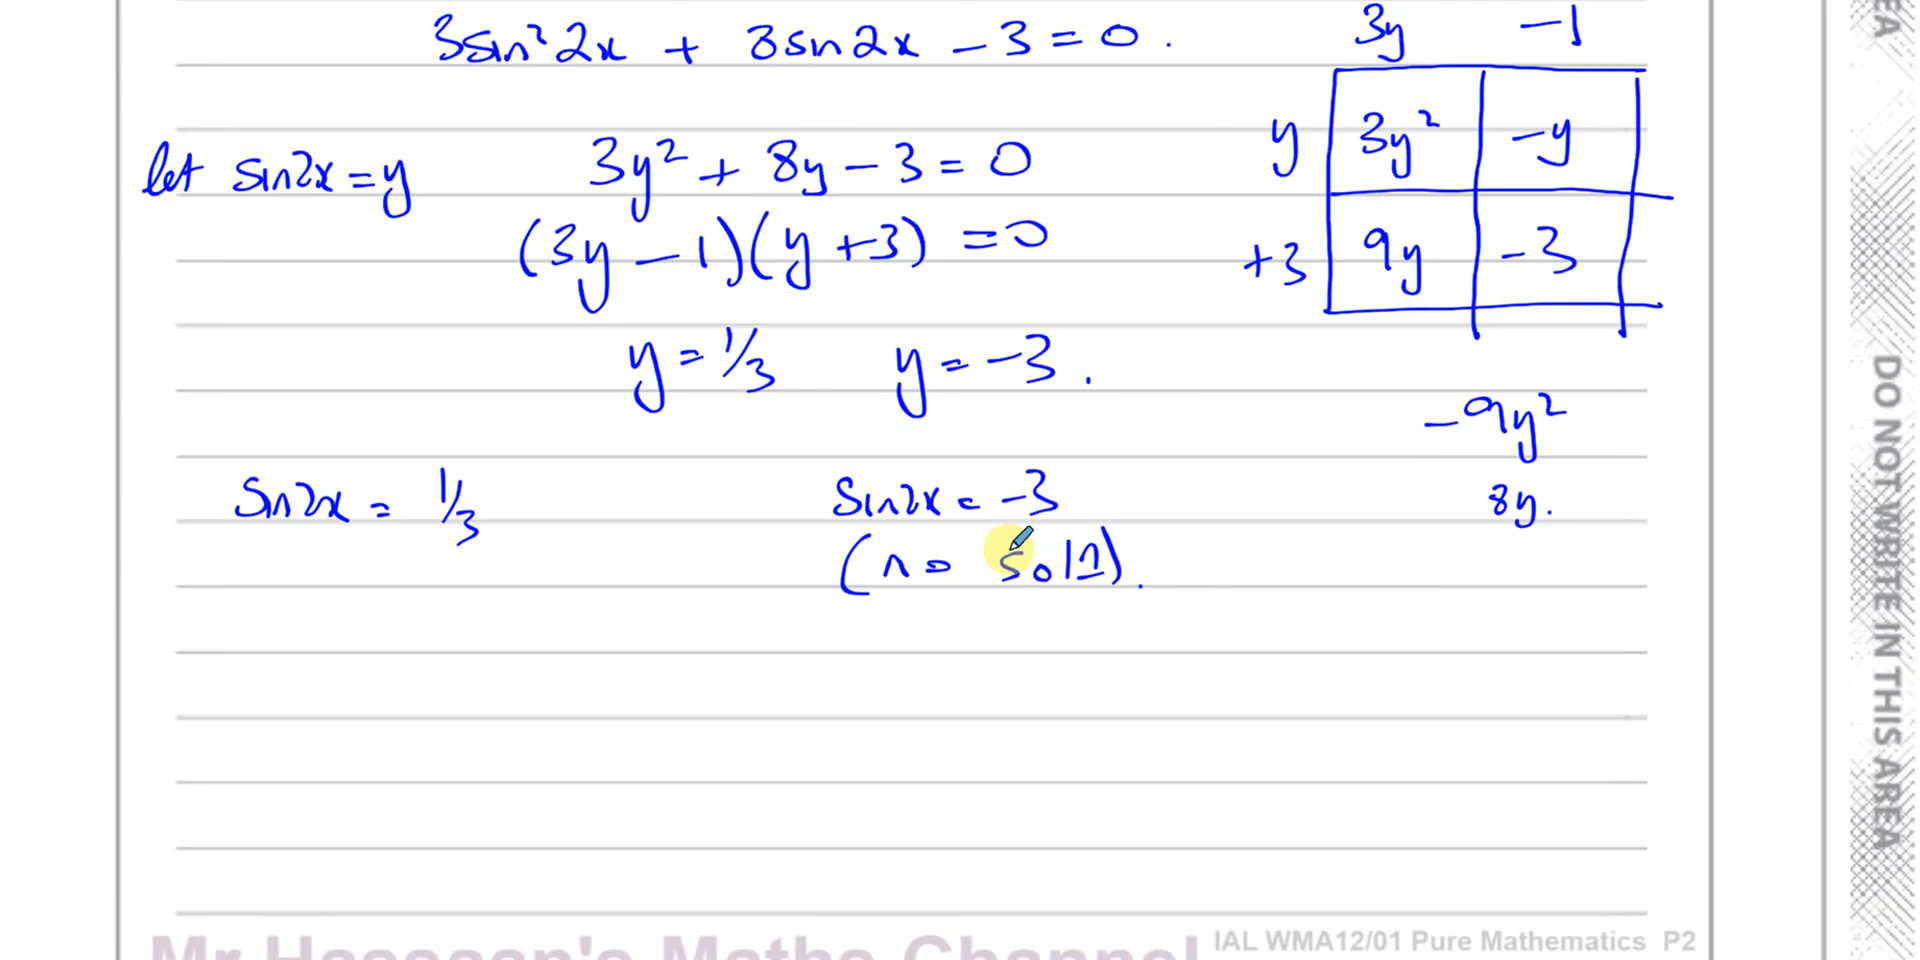 3sin²2x + 8sin2x - 3 = 0.
let sin2x = y
3y² + 8y - 3 = 0
(3y - 1)(y + 3) = 0
y = 1/3 y = -3.
sin2x = 1/3 sin2x = -3
(no sol^n).
3y -1
y 3y² -y
+3 9y -3
-9y²
8y.
IAL WMA12/01 Pure Mathematics P2
EA
DO NOT WRITE IN THIS AREA